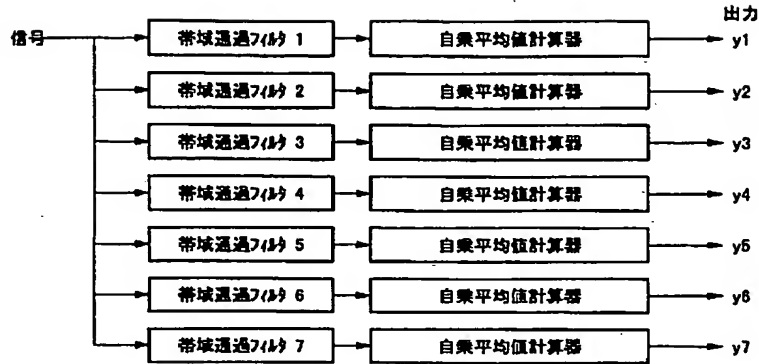 出力
信号 帯域通過フィルタ 1 自乗平均値計算器 y1
帯域通過フィルタ 2 自乗平均値計算器 y2
帯域通過フィルタ 3 自乗平均値計算器 y3
帯域通過フィルタ 4 自乗平均値計算器 y4
帯域通過フィルタ 5 自乗平均値計算器 y5
帯域通過フィルタ 6 自乗平均値計算器 y6
帯域通過フィルタ 7 自乗平均値計算器 y7